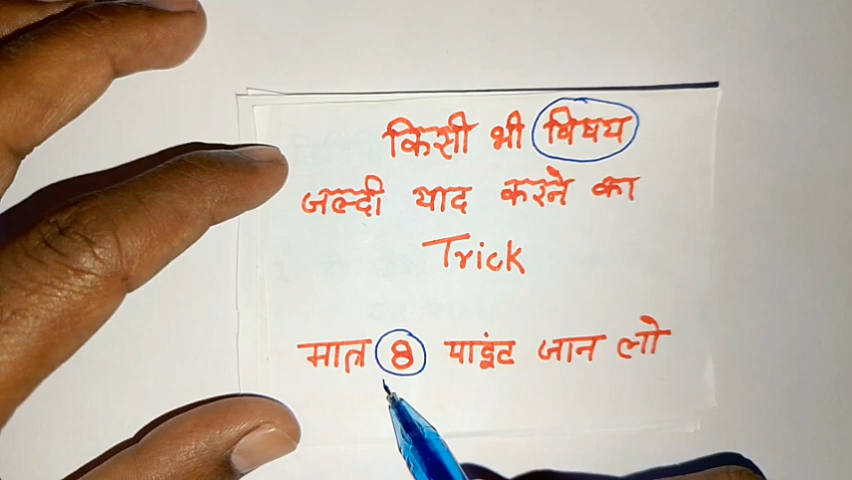 किसी भी विषय
जल्दी याद करने का
Trick
मात्र 8 पाइंट जान लो